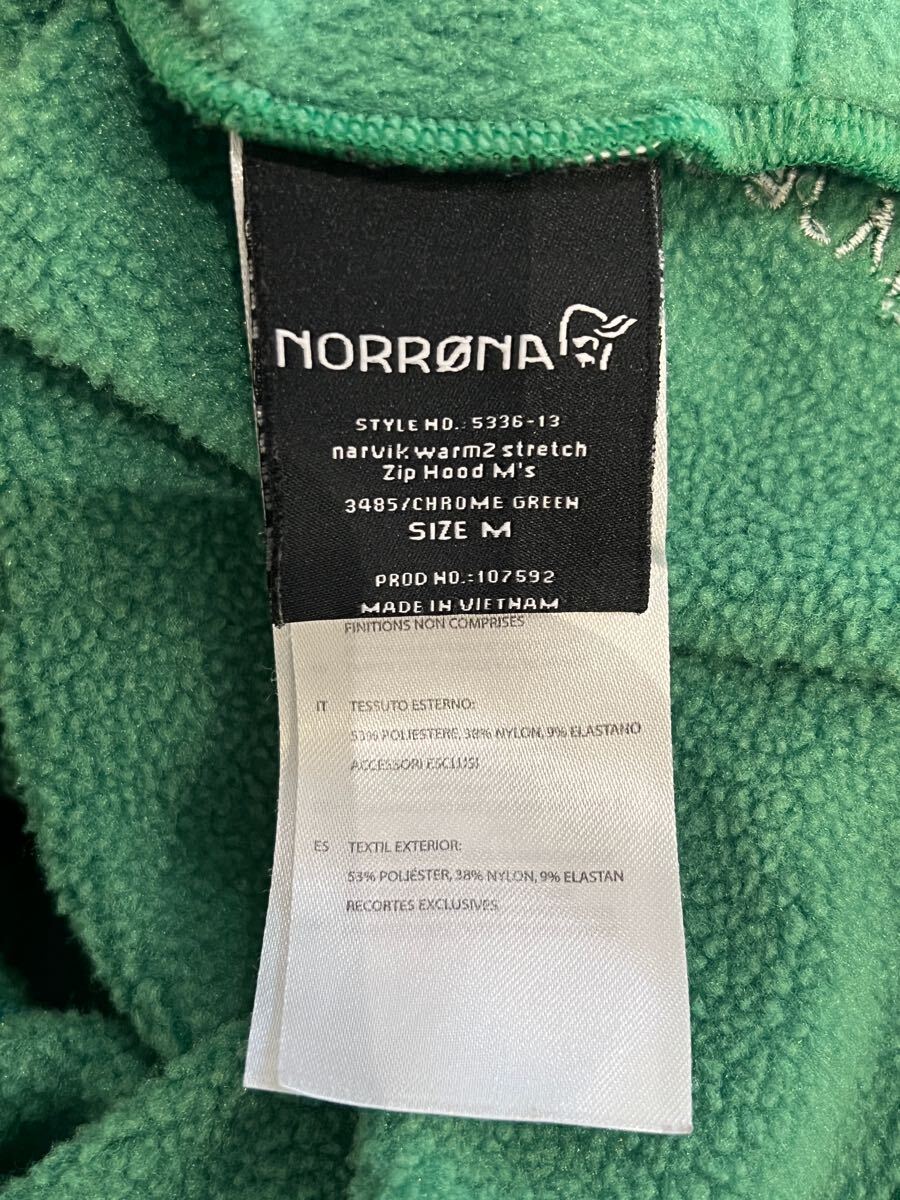 NORRØNA
STYLE NO.: 5336-13
narvik warm2 stretch
Zip Hood M's
3485/CHROME GREEN
SIZE M
PROD NO.:107592
MADE IN VIETNAM
FINITIONS NON COMPRISES
IT TESSUTO ESTERNO:
53% POLIESTERE, 38% NYLON, 9% ELASTANO
ACCESSORI ESCLUSI
ES TEXTIL EXTERIOR:
53% POLIÉSTER, 38% NYLON, 9% ELASTAN
RECORTES EXCLUSIVES